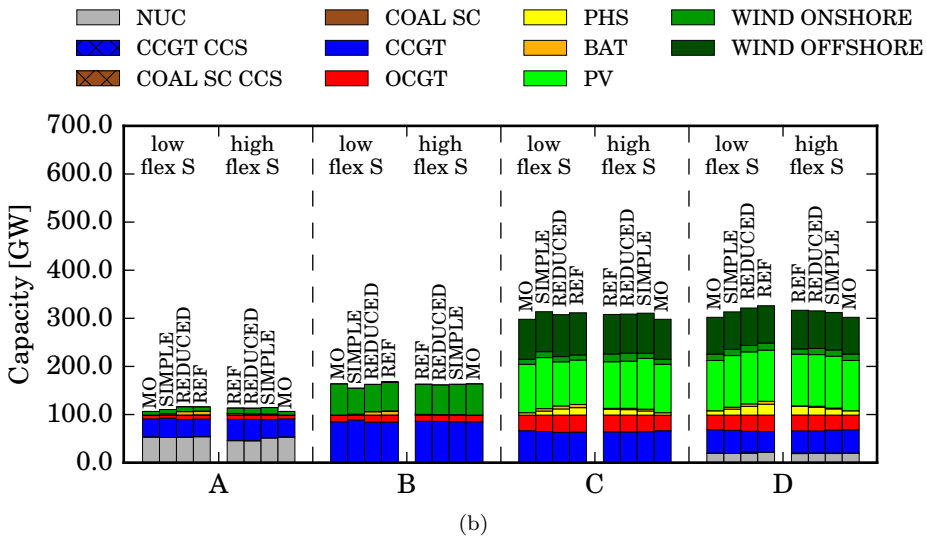 NUC COAL SC PHS WIND ONSHORE
CCGT CCS CCGT BAT WIND OFFSHORE
COAL SC CCS OCGT PV
700.0
600.0
500.0
400.0
300.0
200.0
100.0
0.0
Capacity [GW]
low flex S
high flex S
low flex S
high flex S
low flex S
high flex S
low flex S
high flex S
MO SIMPLE REDUCED REF
REF REDUCED SIMPLE MO
MO SIMPLE REDUCED REF
REF REDUCED SIMPLE MO
MO SIMPLE REDUCED REF
REF REDUCED SIMPLE MO
MO SIMPLE REDUCED REF
REF REDUCED SIMPLE MO
A B C D
(b)